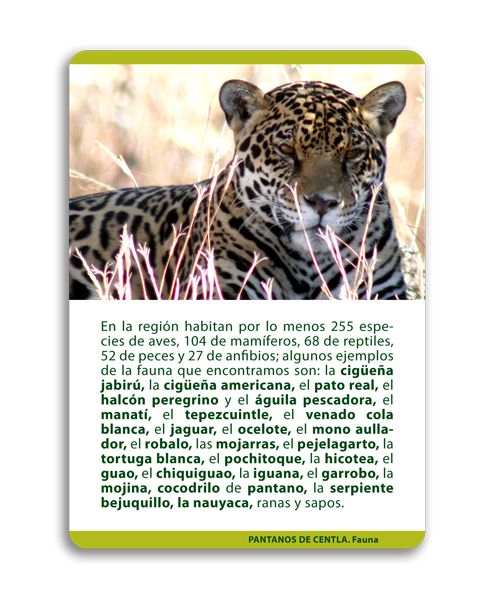 En la región habitan por lo menos 255 espe-
cies de aves, 104 de mamíferos, 68 de reptiles,
52 de peces y 27 de anfibios; algunos ejemplos
de la fauna que encontramos son: la cigüeña
jabirú, la cigüeña americana, el pato real, el
halcón peregrino y el águila pescadora, el
manatí, el tepezcuintle, el venado cola
blanca, el jaguar, el ocelote, el mono aulla-
dor, el robalo, las mojarras, el pejelagarto, la
tortuga blanca, el pochitoque, la hicotea, el
guao, el chiquiguao, la iguana, el garrobo, la
mojina, cocodrilo de pantano, la serpiente
bejuquillo, la nauyaca, ranas y sapos.
PANTANOS DE CENTLA. Fauna